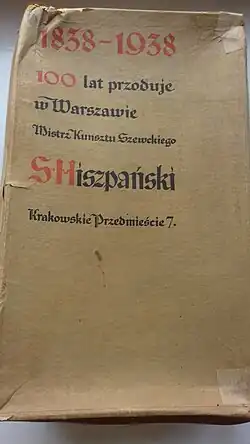 1838-1938
100 lat przoduje
w Warszawie
Mistrz Kunsztu Szewckiego
S.Hiszpański
Krakowskie Przedmieście 7.